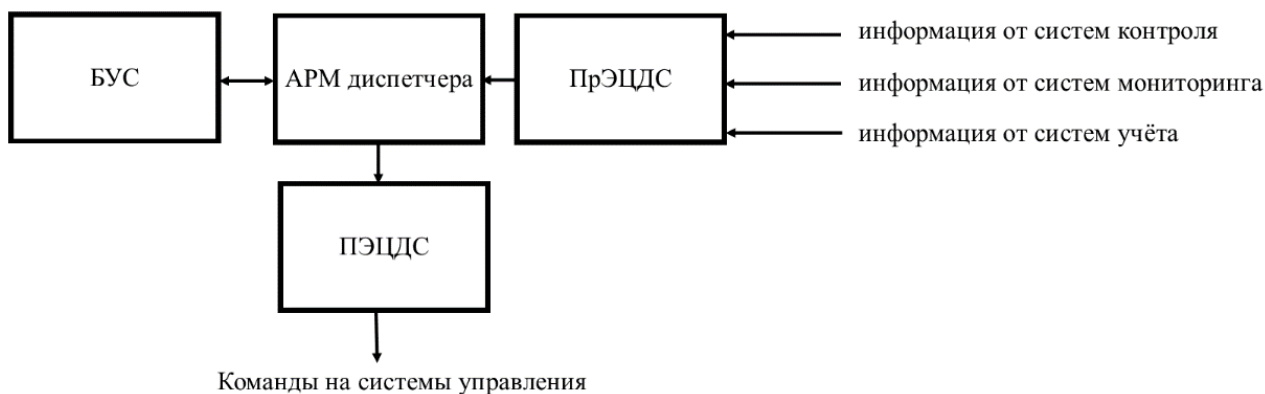 информация от систем контроля
БУС
АРМ диспетчера
ПрЭЦДС
информация от систем мониторинга
информация от систем учёта
ПЭЦДС
Команды на системы управления